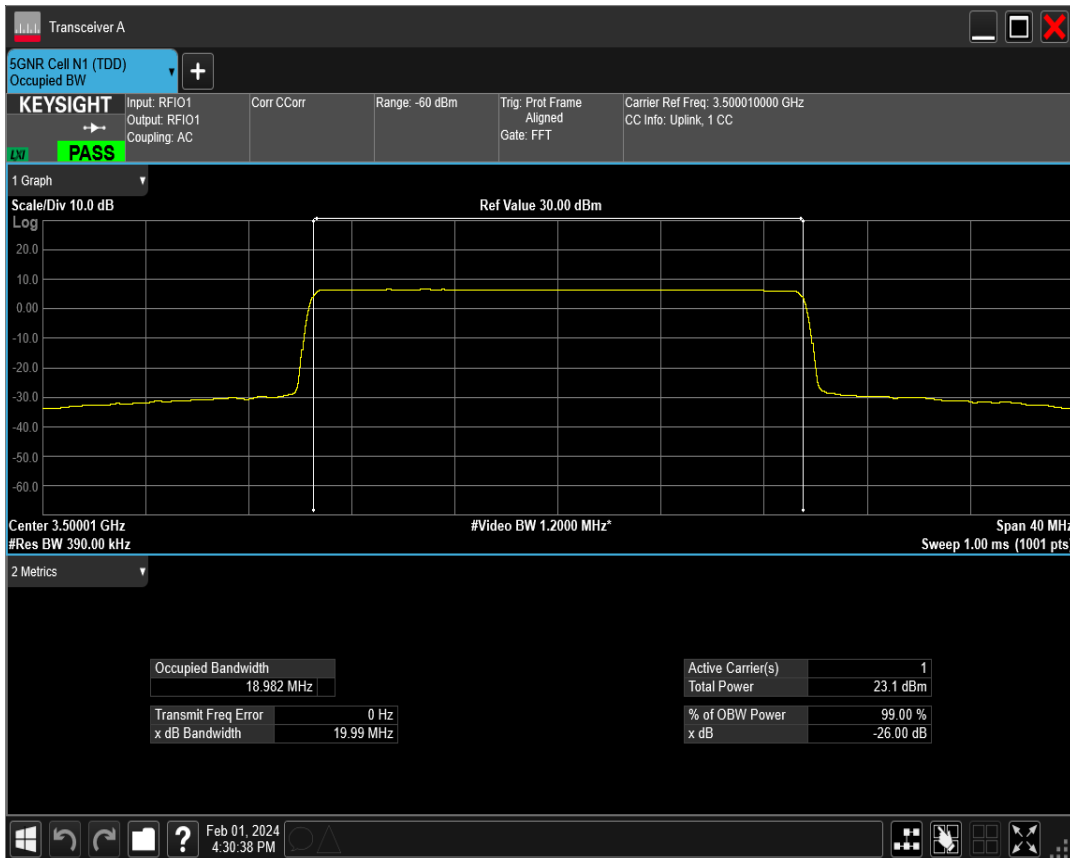 Transceiver A
5GNR Cell N1 (TDD)
Occupied BW
+
KEYSIGHT
LXI
PASS
Input: RFIO1
Output: RFIO1
Coupling: AC
Corr CCorr
Range: -60 dBm
Trig: Prot Frame
Aligned
Gate: FFT
Carrier Ref Freq: 3.500010000 GHz
CC Info: Uplink, 1 CC
1 Graph
Scale/Div 10.0 dB
Ref Value 30.00 dBm
Log
20.0
10.0
0.00
-10.0
-20.0
-30.0
-40.0
-50.0
-60.0
Center 3.50001 GHz
#Video BW 1.2000 MHz*
Span 40 MHz
#Res BW 390.00 kHz
Sweep 1.00 ms (1001 pts)
2 Metrics
Occupied Bandwidth
18.982 MHz
Transmit Freq Error 0 Hz
x dB Bandwidth 19.99 MHz
Active Carrier(s) 1
Total Power 23.1 dBm
% of OBW Power 99.00 %
x dB -26.00 dB
?
Feb 01, 2024
4:30:38 PM